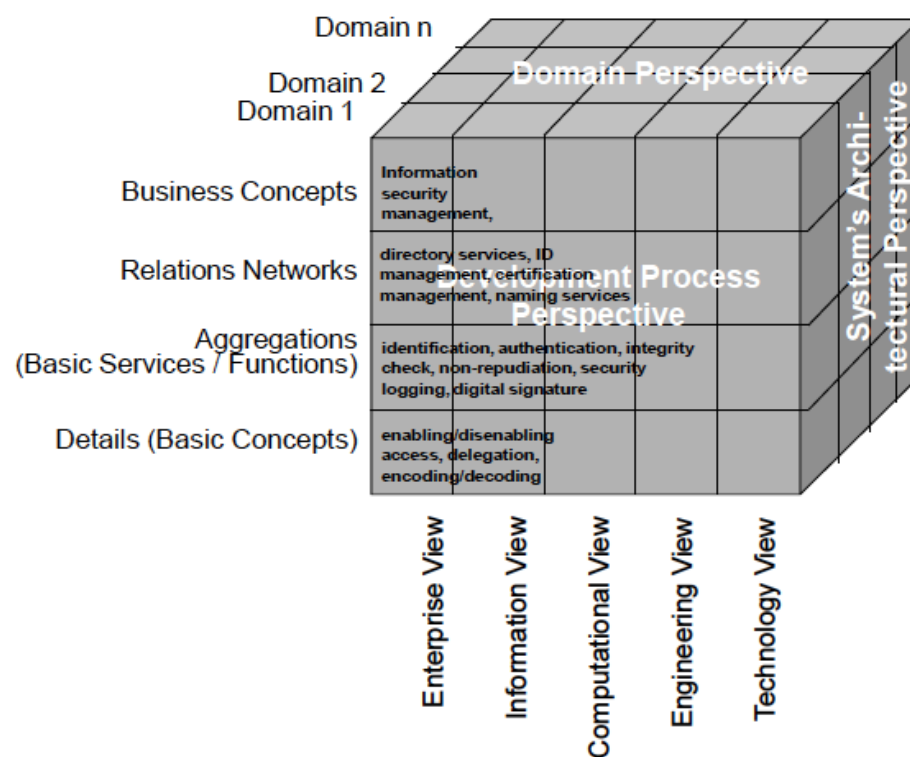 Domain n
Domain 2
Domain 1
Domain Perspective
System's Archi-
tectural Perspective
Business Concepts
Information
security
management,
Relations Networks
directory services, ID
management, certification
management, naming services
Development Process
Perspective
Aggregations
(Basic Services / Functions)
identification, authentication, integrity
check, non-repudiation, security
logging, digital signature
Details (Basic Concepts)
enabling/disenabling
access, delegation,
encoding/decoding
Enterprise View
Information View
Computational View
Engineering View
Technology View